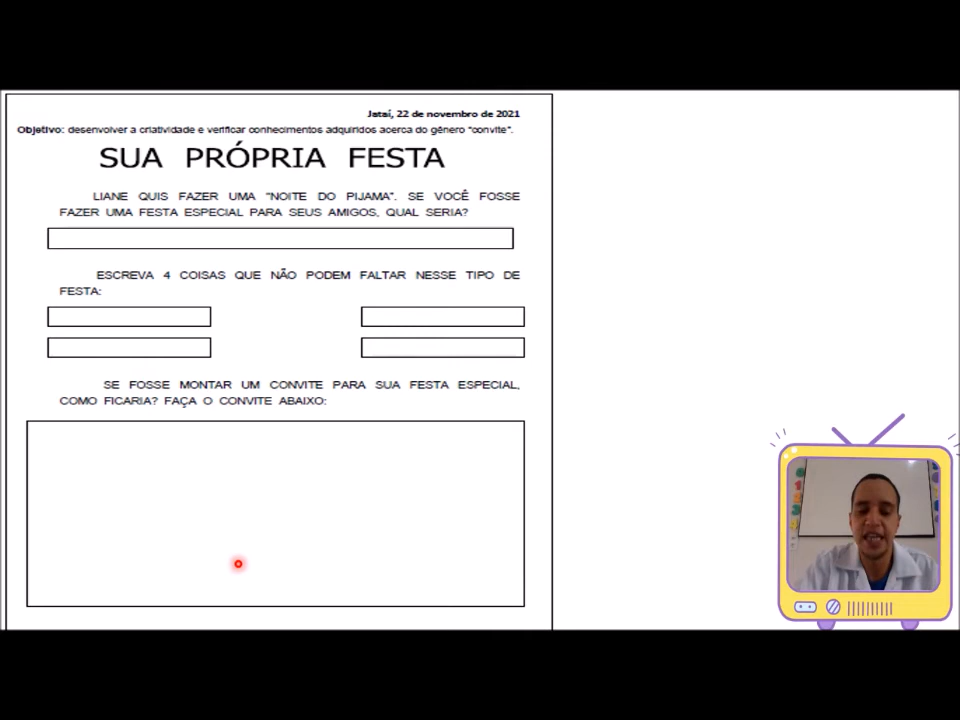 Jataí, 22 de novembro de 2021
Objetivo: desenvolver a criatividade e verificar conhecimentos adquiridos acerca do gênero "convite".
SUA PRÓPRIA FESTA
LIANE QUIS FAZER UMA "NOITE DO PIJAMA". SE VOCÊ FOSSE
FAZER UMA FESTA ESPECIAL PARA SEUS AMIGOS, QUAL SERIA?
ESCREVA 4 COISAS QUE NÃO PODEM FALTAR NESSE TIPO DE
FESTA:
SE FOSSE MONTAR UM CONVITE PARA SUA FESTA ESPECIAL,
COMO FICARIA? FAÇA O CONVITE ABAIXO: